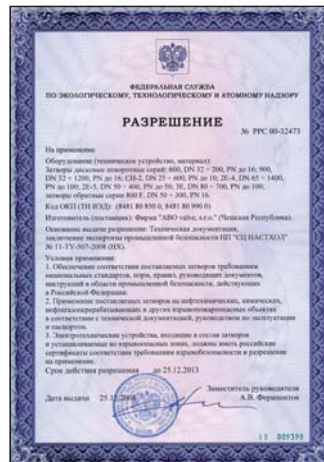 ФЕДЕРАЛЬНАЯ СЛУЖБА
ПО ЭКОЛОГИЧЕСКОМУ, ТЕХНОЛОГИЧЕСКОМУ И АТОМНОМУ НАДЗОРУ
РАЗРЕШЕНИЕ
№ РРС 00-32473
На применение
Оборудование (техническое устройство, материал):
Затворы дисковые поворотные серий: 600, DN 32 ÷ 200, PN до 16; 900,
DN 32 ÷ 1200, PN до 16; CH-2, DN 25 ÷ 600, PN до 10; 2E-4, DN 65 ÷ 1400,
PN до 100; 2E-5, DN 50 ÷ 400, PN до 50; 3E, DN 80 ÷ 700, PN до 100;
затворы обратные серии 800 F, DN 50 ÷ 300, PN 16.
Код ОКП (ТН ВЭД): (8481 80 850 0, 8481 80 990 0)
Изготовитель (поставщик): Фирма "ABO valve, s.r.o." (Чешская Республика).
Основание выдачи разрешения: Техническая документация,
заключение экспертизы промышленной безопасности НП "СЦ НАСТХОЛ"
№ 11-ТУ-507-2008 (НХ).
Условия применения:
1. Обеспечение соответствия поставляемых затворов требованиям
национальных стандартов, норм, правил, руководящих документов,
инструкций в области промышленной безопасности, действующих
в Российской Федерации.
2. Применение поставляемых затворов на нефтехимических, химических,
нефтегазоперерабатывающих и других взрывопожароопасных объектах
в соответствии с технической документацией, руководством по эксплуатации
и паспортом.
3. Электротехнические устройства, входящие в состав затворов
и устанавливаемые во взрывоопасных зонах, должны иметь российские
сертификаты соответствия требованиям взрывобезопасности и разрешение
на применение.
Срок действия разрешения до 25.12.2013
Дата выдачи 25.12.2008
Заместитель руководителя
А.В. Ферапонтов
009399